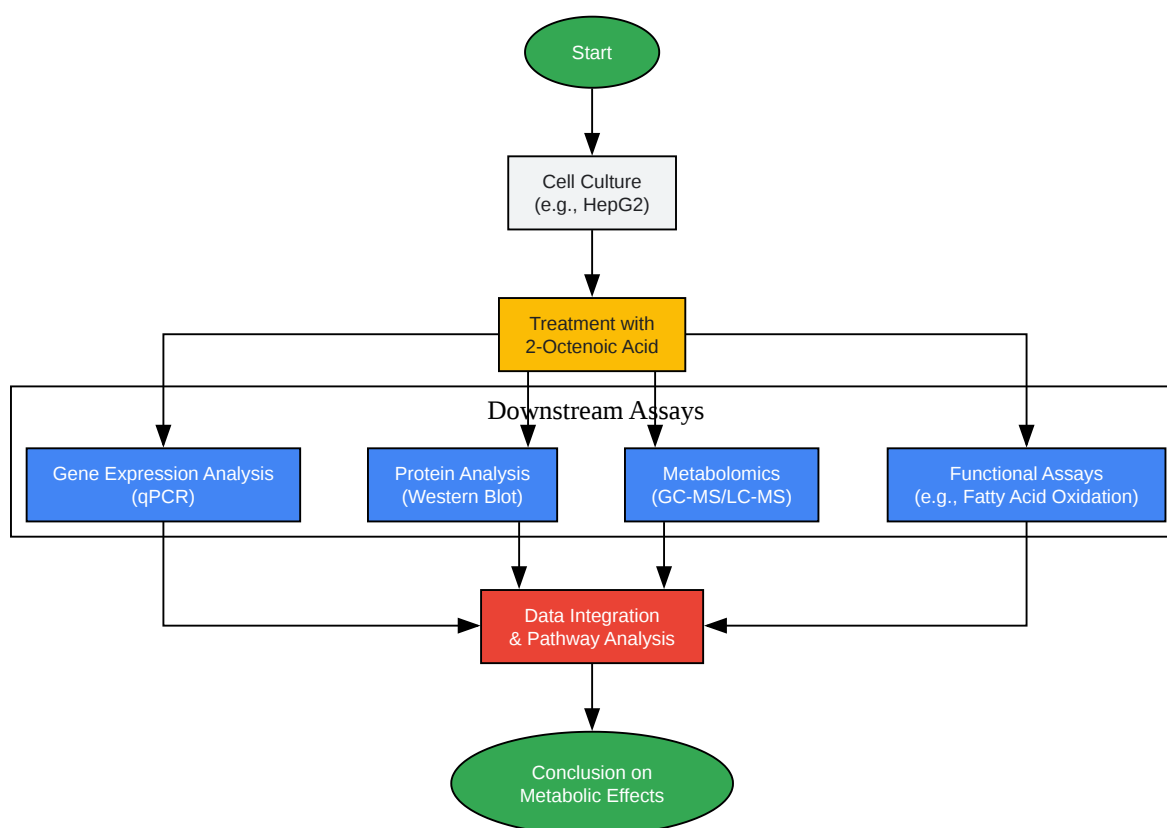 Start
Cell Culture
(e.g., HepG2)
Treatment with
2-Octenoic Acid
Downstream Assays
Gene Expression Analysis
(qPCR)
Protein Analysis
(Western Blot)
Metabolomics
(GC-MS/LC-MS)
Functional Assays
(e.g., Fatty Acid Oxidation)
Data Integration
& Pathway Analysis
Conclusion on
Metabolic Effects